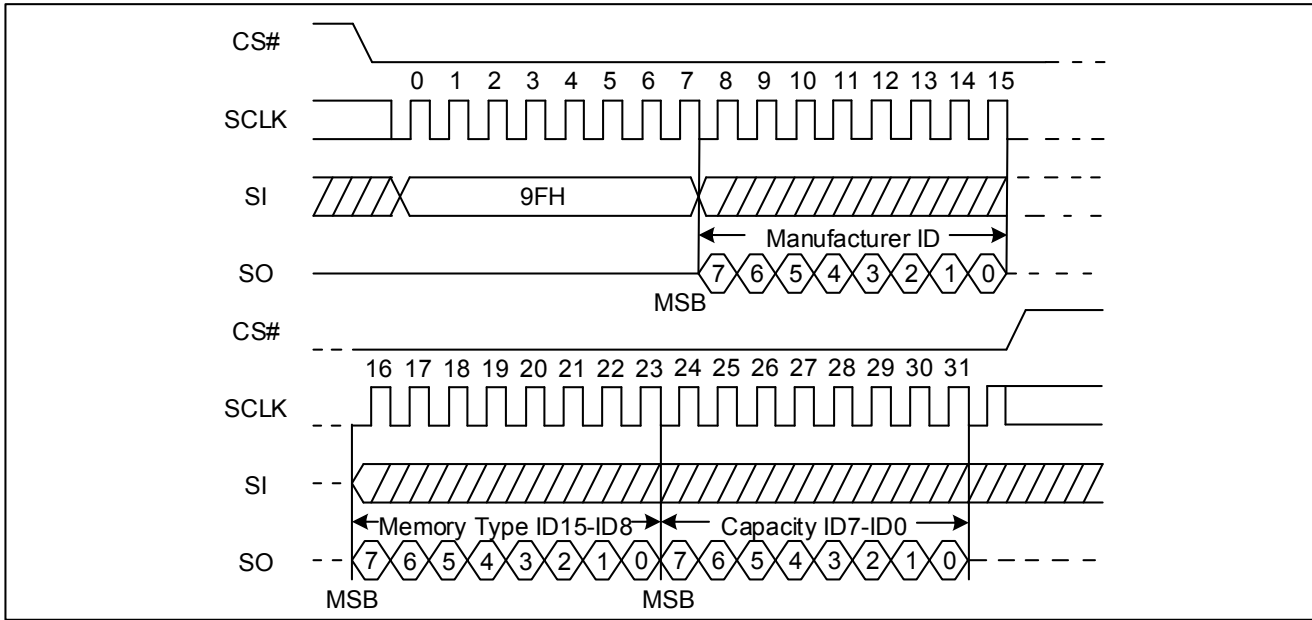 CS#
0 1 2 3 4 5 6 7 8 9 10 11 12 13 14 15
SCLK
SI
9FH
Manufacturer ID
SO
7 6 5 4 3 2 1 0
MSB
CS#
16 17 18 19 20 21 22 23 24 25 26 27 28 29 30 31
SCLK
SI
Memory Type ID15-ID8 Capacity ID7-ID0
SO
7 6 5 4 3 2 1 0 7 6 5 4 3 2 1 0
MSB MSB